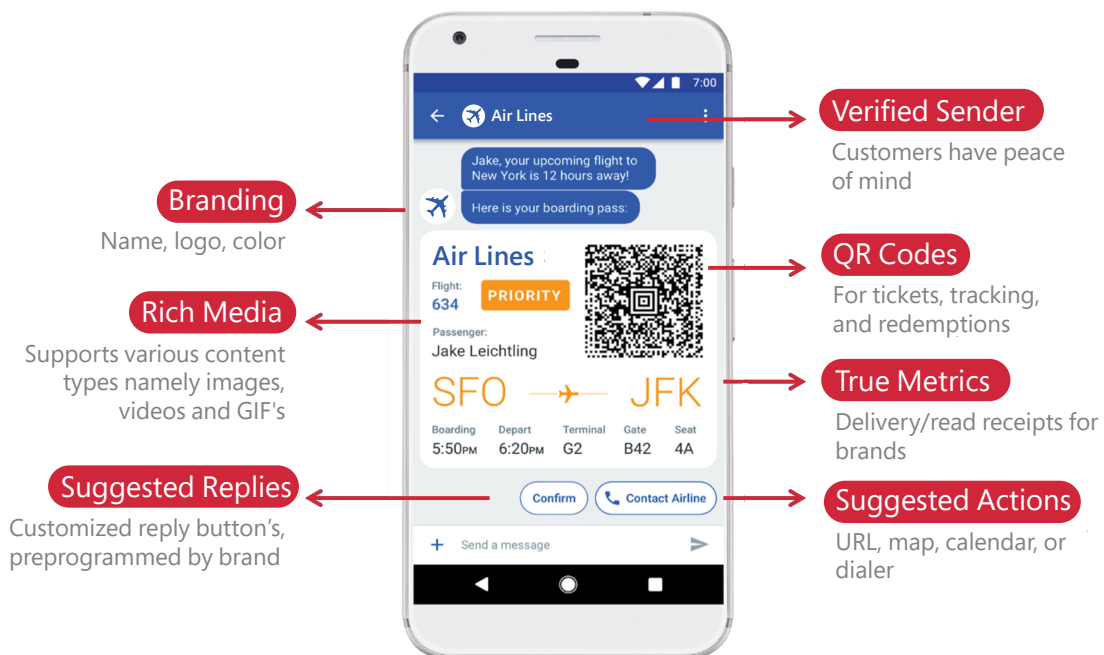 7:00
Air Lines
Jake, your upcoming flight to
New York is 12 hours away!
Here is your boarding pass:
Air Lines
Flight:
634
PRIORITY
Passenger:
Jake Leichtling
SFO JFK
Boarding Depart Terminal Gate Seat
5:50PM 6:20PM G2 B42 4A
Confirm
Contact Airline
Send a message
Branding
Name, logo, color
Rich Media
Supports various content
types namely images,
videos and GIF's
Suggested Replies
Customized reply button's,
preprogrammed by brand
Verified Sender
Customers have peace
of mind
QR Codes
For tickets, tracking,
and redemptions
True Metrics
Delivery/read receipts for
brands
Suggested Actions
URL, map, calendar, or
dialer